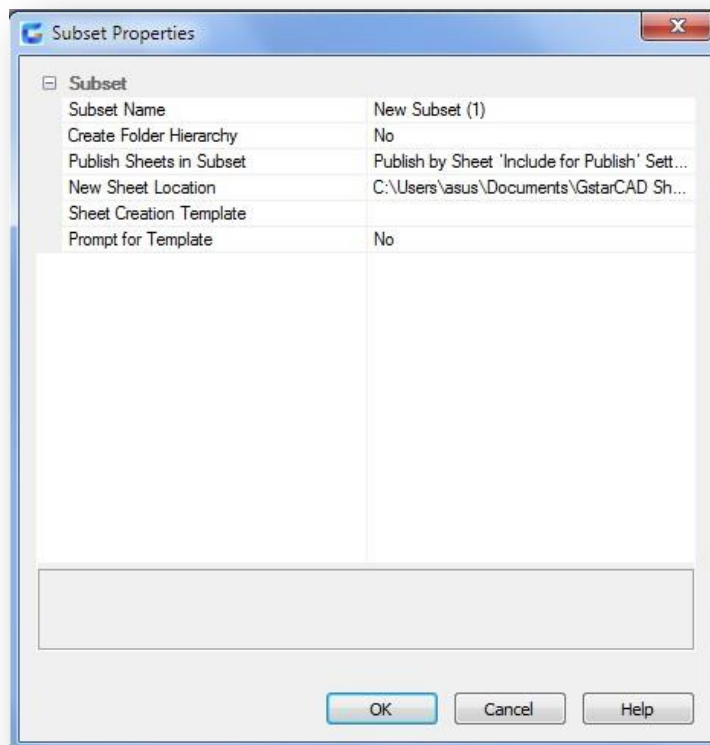 Subset Properties
Subset
Subset Name New Subset (1)
Create Folder Hierarchy No
Publish Sheets in Subset Publish by Sheet 'Include for Publish' Sett...
New Sheet Location C:\Users\asus\Documents\GstarCAD Sh...
Sheet Creation Template
Prompt for Template No
OK Cancel Help